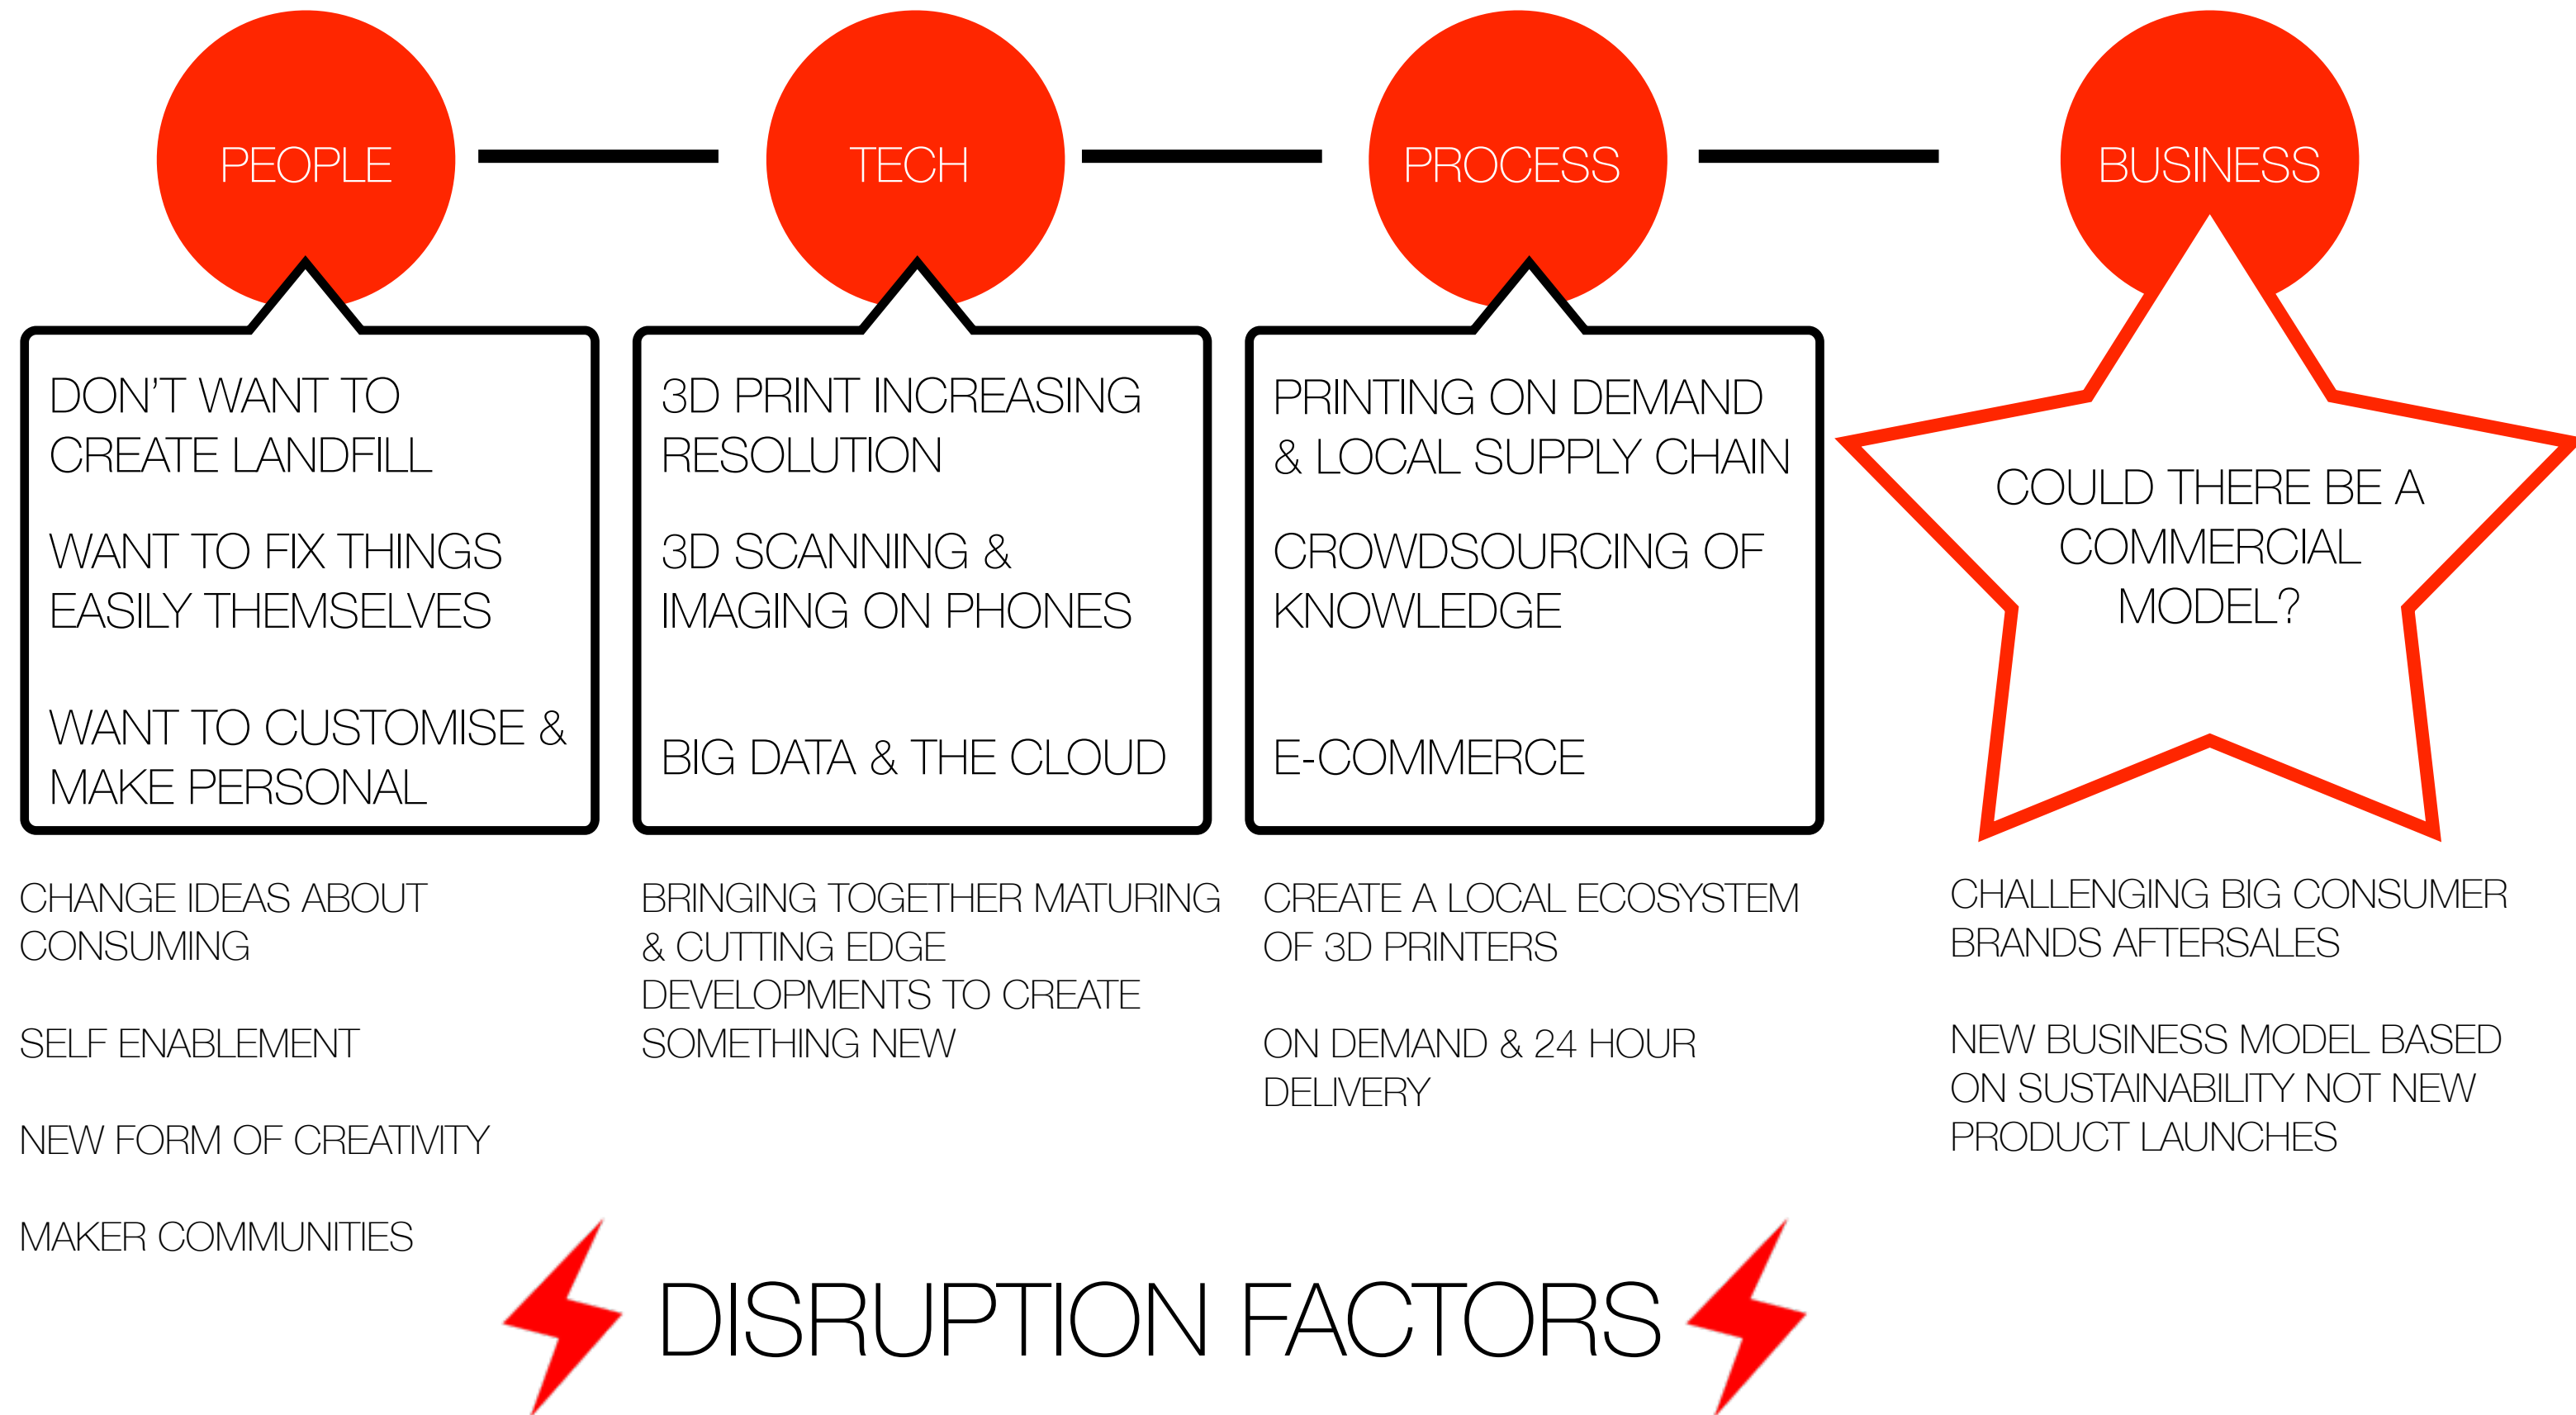 PEOPLE
TECH
PROCESS
BUSINESS
DON'T WANT TO
CREATE LANDFILL
WANT TO FIX THINGS
EASILY THEMSELVES
WANT TO CUSTOMISE &
MAKE PERSONAL
3D PRINT INCREASING
RESOLUTION
3D SCANNING &
IMAGING ON PHONES
BIG DATA & THE CLOUD
PRINTING ON DEMAND
& LOCAL SUPPLY CHAIN
CROWDSOURCING OF
KNOWLEDGE
E-COMMERCE
COULD THERE BE A
COMMERCIAL
MODEL?
CHANGE IDEAS ABOUT
CONSUMING
SELF ENABLEMENT
NEW FORM OF CREATIVITY
MAKER COMMUNITIES
BRINGING TOGETHER MATURING
& CUTTING EDGE
DEVELOPMENTS TO CREATE
SOMETHING NEW
CREATE A LOCAL ECOSYSTEM
OF 3D PRINTERS
ON DEMAND & 24 HOUR
DELIVERY
CHALLENGING BIG CONSUMER
BRANDS AFTERSALES
NEW BUSINESS MODEL BASED
ON SUSTAINABILITY NOT NEW
PRODUCT LAUNCHES
DISRUPTION FACTORS